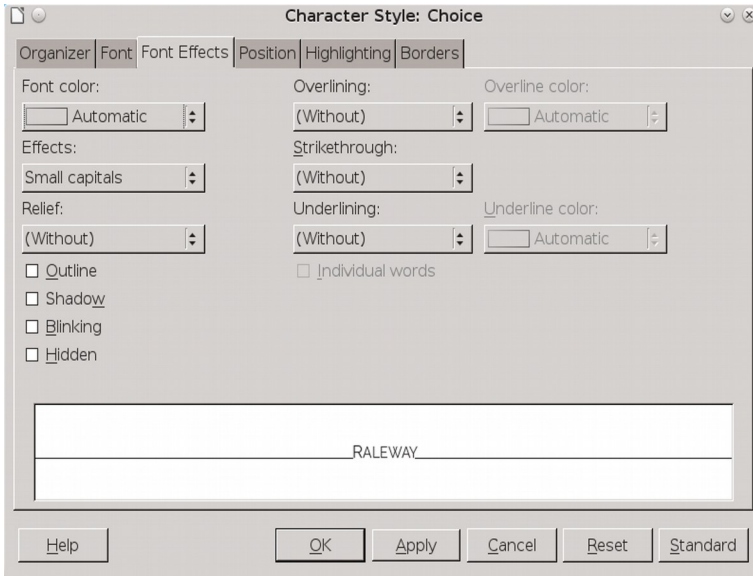 Character Style: Choice
Organizer Font Font Effects Position Highlighting Borders
Font color: Overlining: Overline color:
Automatic (Without) Automatic
Effects: Strikethrough:
Small capitals (Without)
Relief: Underlining: Underline color:
(Without) (Without) Automatic
Outline Individual words
Shadow
Blinking
Hidden
RALEWAY
Help OK Apply Cancel Reset Standard